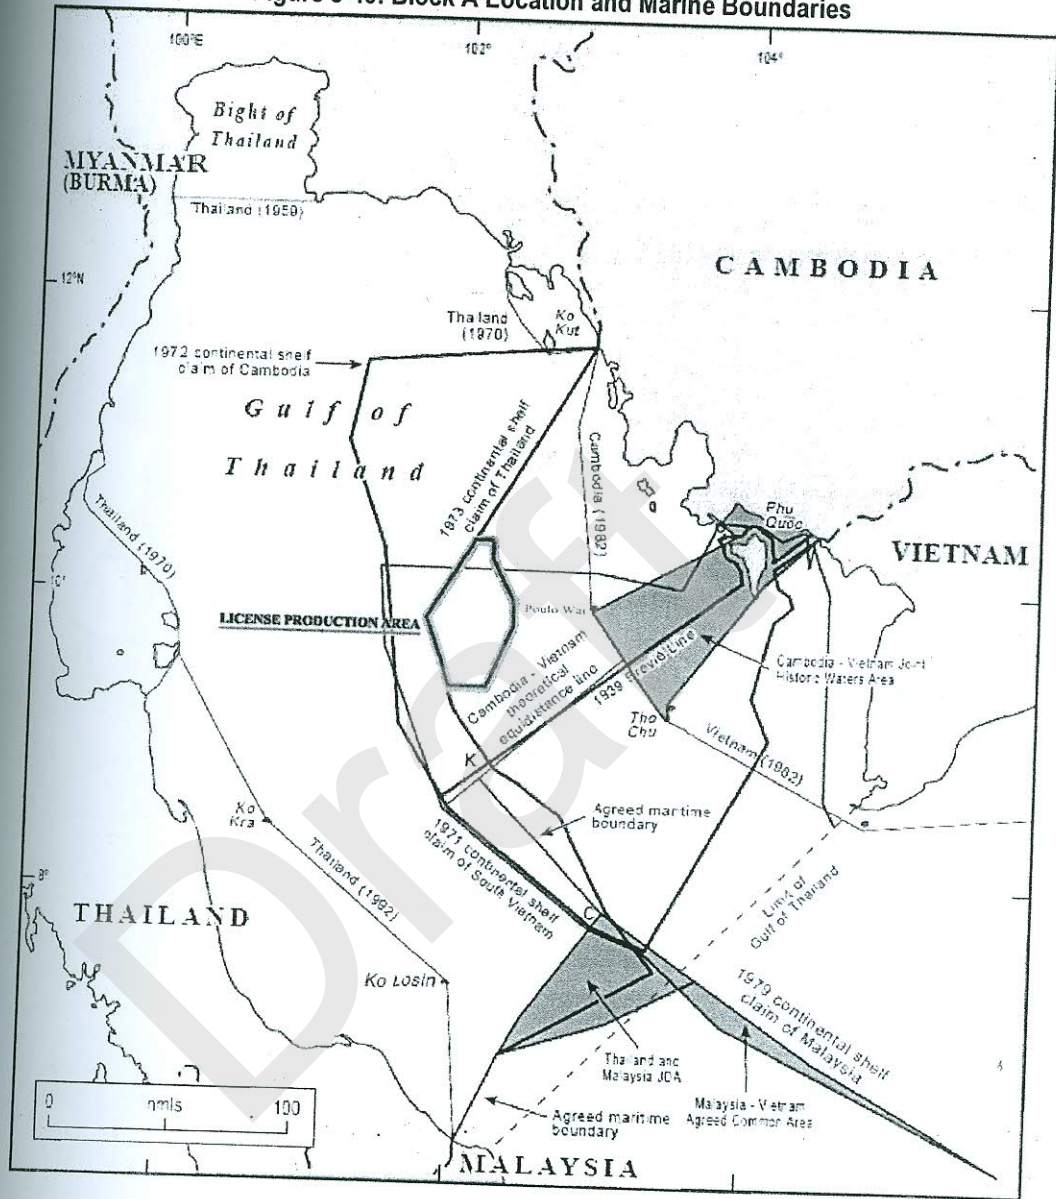 Block A Location and Marine Boundaries
100°E
102°
104°
Bight of
Thailand
MYANMAR
(BURMA)
Thailand (1959)
12°N
CAMBODIA
Thailand
(1970)
Ko
Kut
1972 continental shelf
claim of Cambodia
Gulf of
Thailand
1973 continental shelf
claim of Thailand
Cambodia (1982)
Thailand (1970)
Phu
Quoc
VIETNAM
10°
LICENSE PRODUCTION AREA
Poulo Wai
Cambodia - Vietnam
theoretical
equidistance line
1939 Brevié Line
Cambodia - Vietnam Joint
Historic Waters Area
Tho
Chu
Vietnam (1982)
K
Ko
Kra
Agreed maritime
boundary
1971 continental shelf
claim of South Vietnam
Thailand (1992)
8°
Limit of
Gulf of Thailand
THAILAND
C
Ko Losin
1979 continental shelf
claim of Malaysia
Thailand and
Malaysia JDA
Malaysia - Vietnam
Agreed Common Area
0 nmls 100
Agreed maritime
boundary
MALAYSIA
Draft